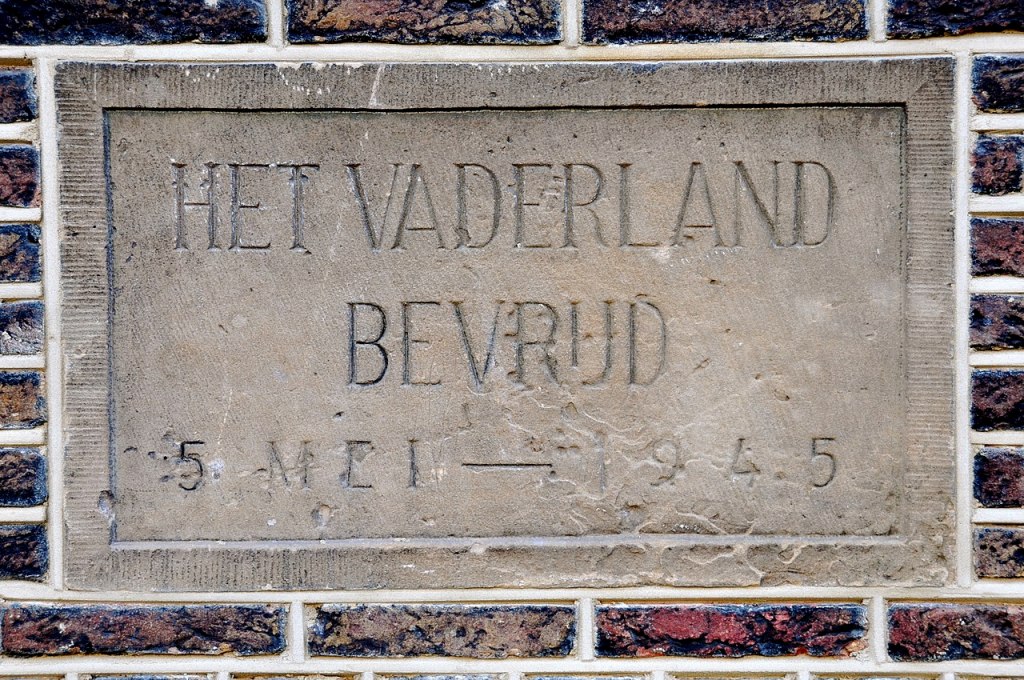 HET VADERLAND
BEVRIJD
5 MEI — 1945